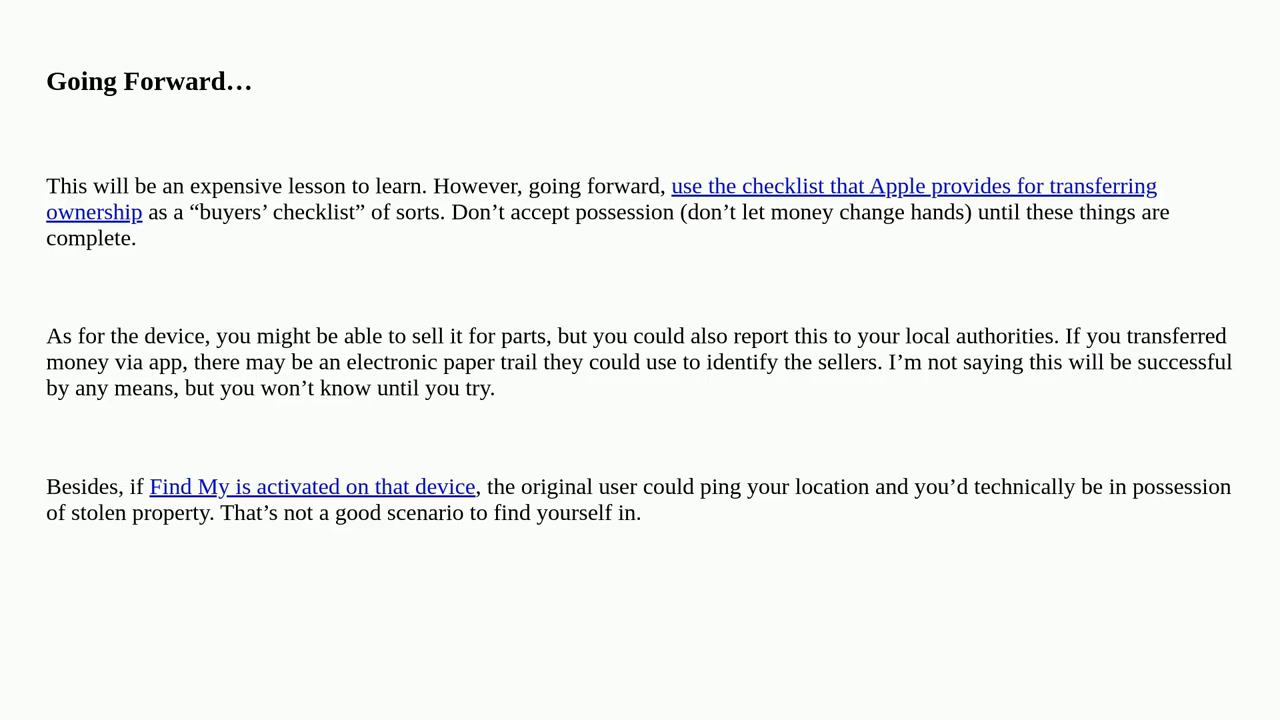 Going Forward…
This will be an expensive lesson to learn. However, going forward, use the checklist that Apple provides for transferring
ownership as a “buyers’ checklist” of sorts. Don’t accept possession (don’t let money change hands) until these things are
complete.
As for the device, you might be able to sell it for parts, but you could also report this to your local authorities. If you transferred
money via app, there may be an electronic paper trail they could use to identify the sellers. I’m not saying this will be successful
by any means, but you won’t know until you try.
Besides, if Find My is activated on that device, the original user could ping your location and you’d technically be in possession
of stolen property. That’s not a good scenario to find yourself in.